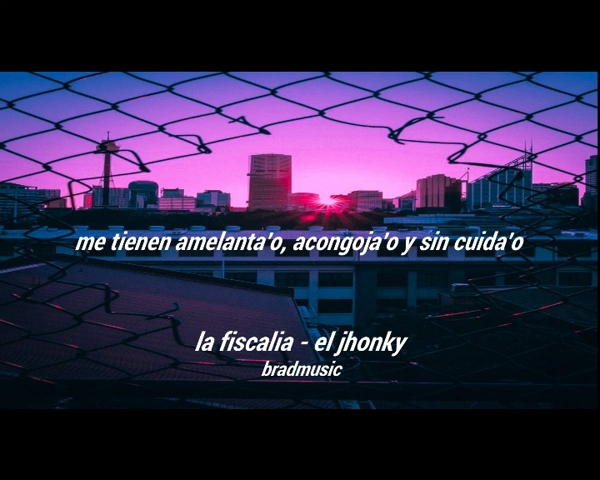 me tienen amelanta'o, acongoja'o y sin cuida'o
la fiscalia - el jhonky
bradmusic